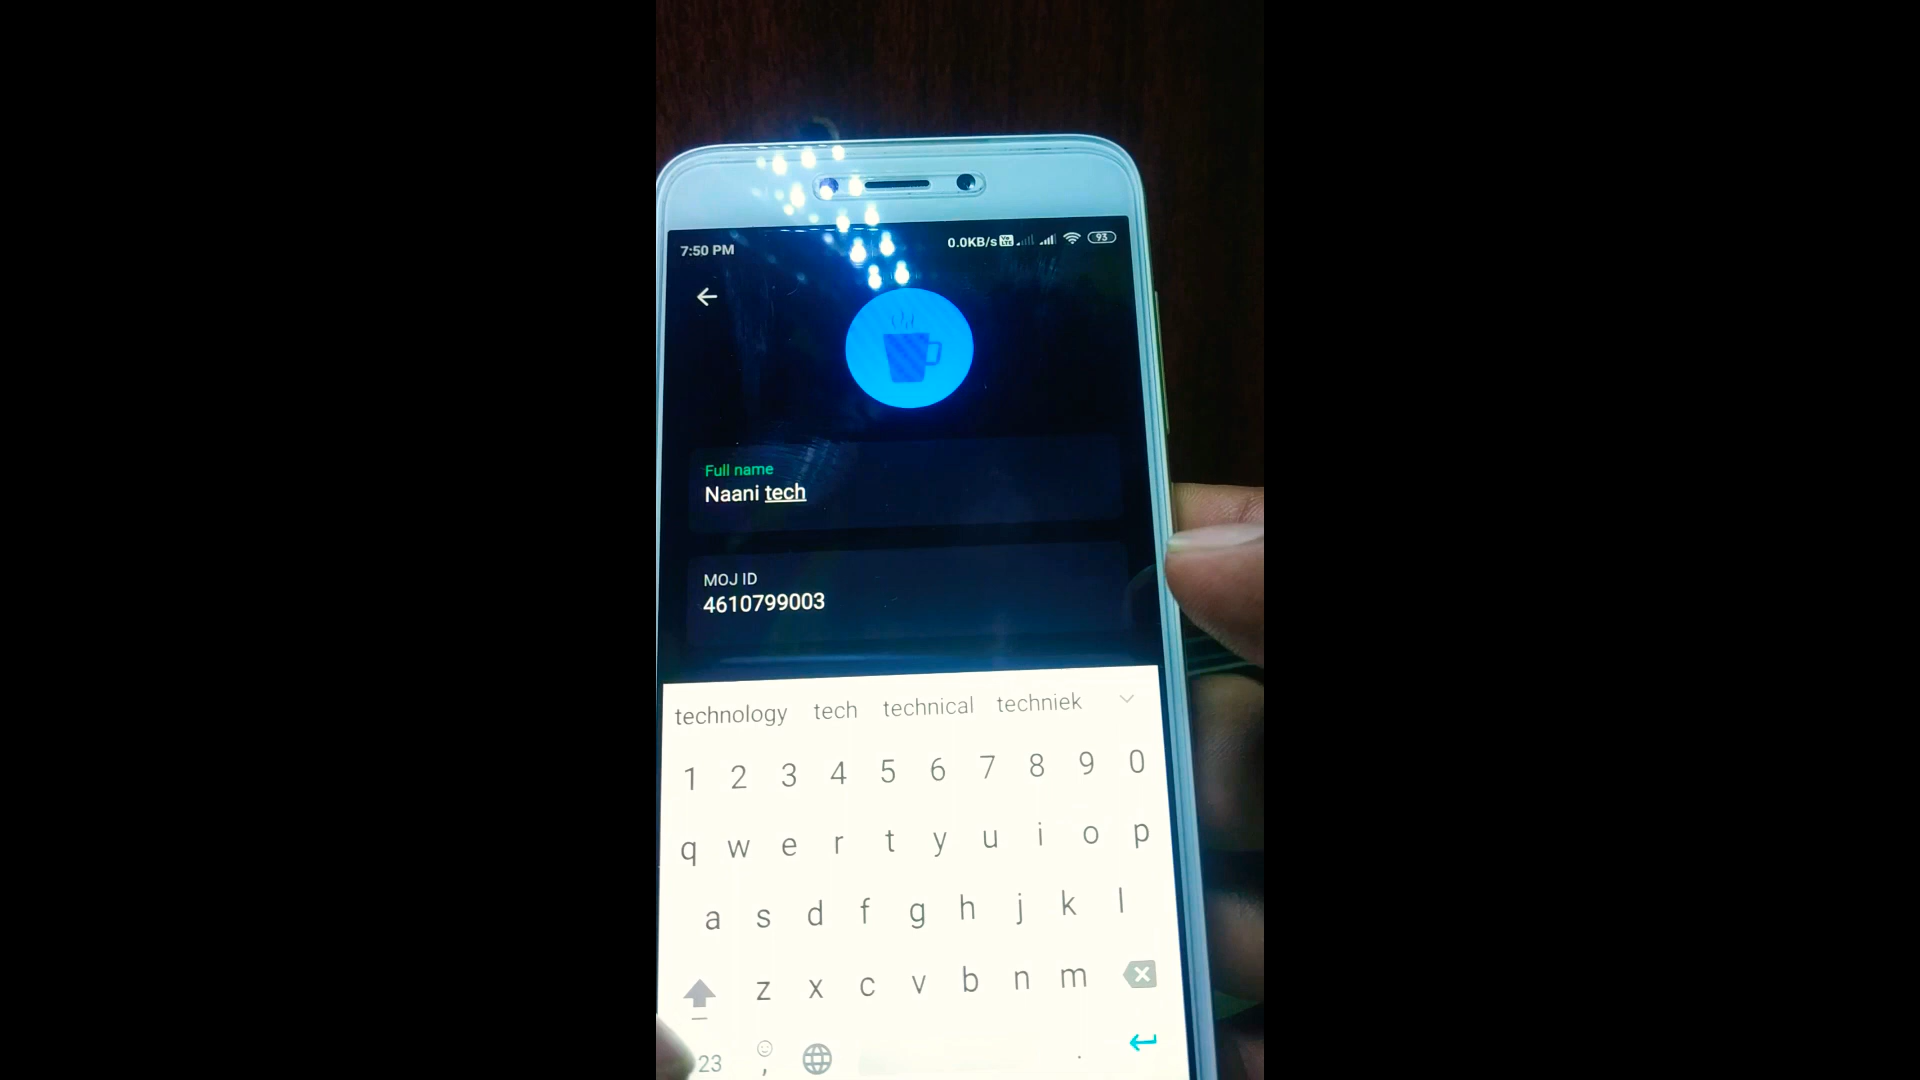 7:50 PM
0.0KB/s
93
Full name
Naani tech
MOJ ID
4610799003
technology tech technical techniek
1 2 3 4 5 6 7 8 9 0
q w e r t y u i o p
a s d f g h j k l
z x c v b n m
23 , .